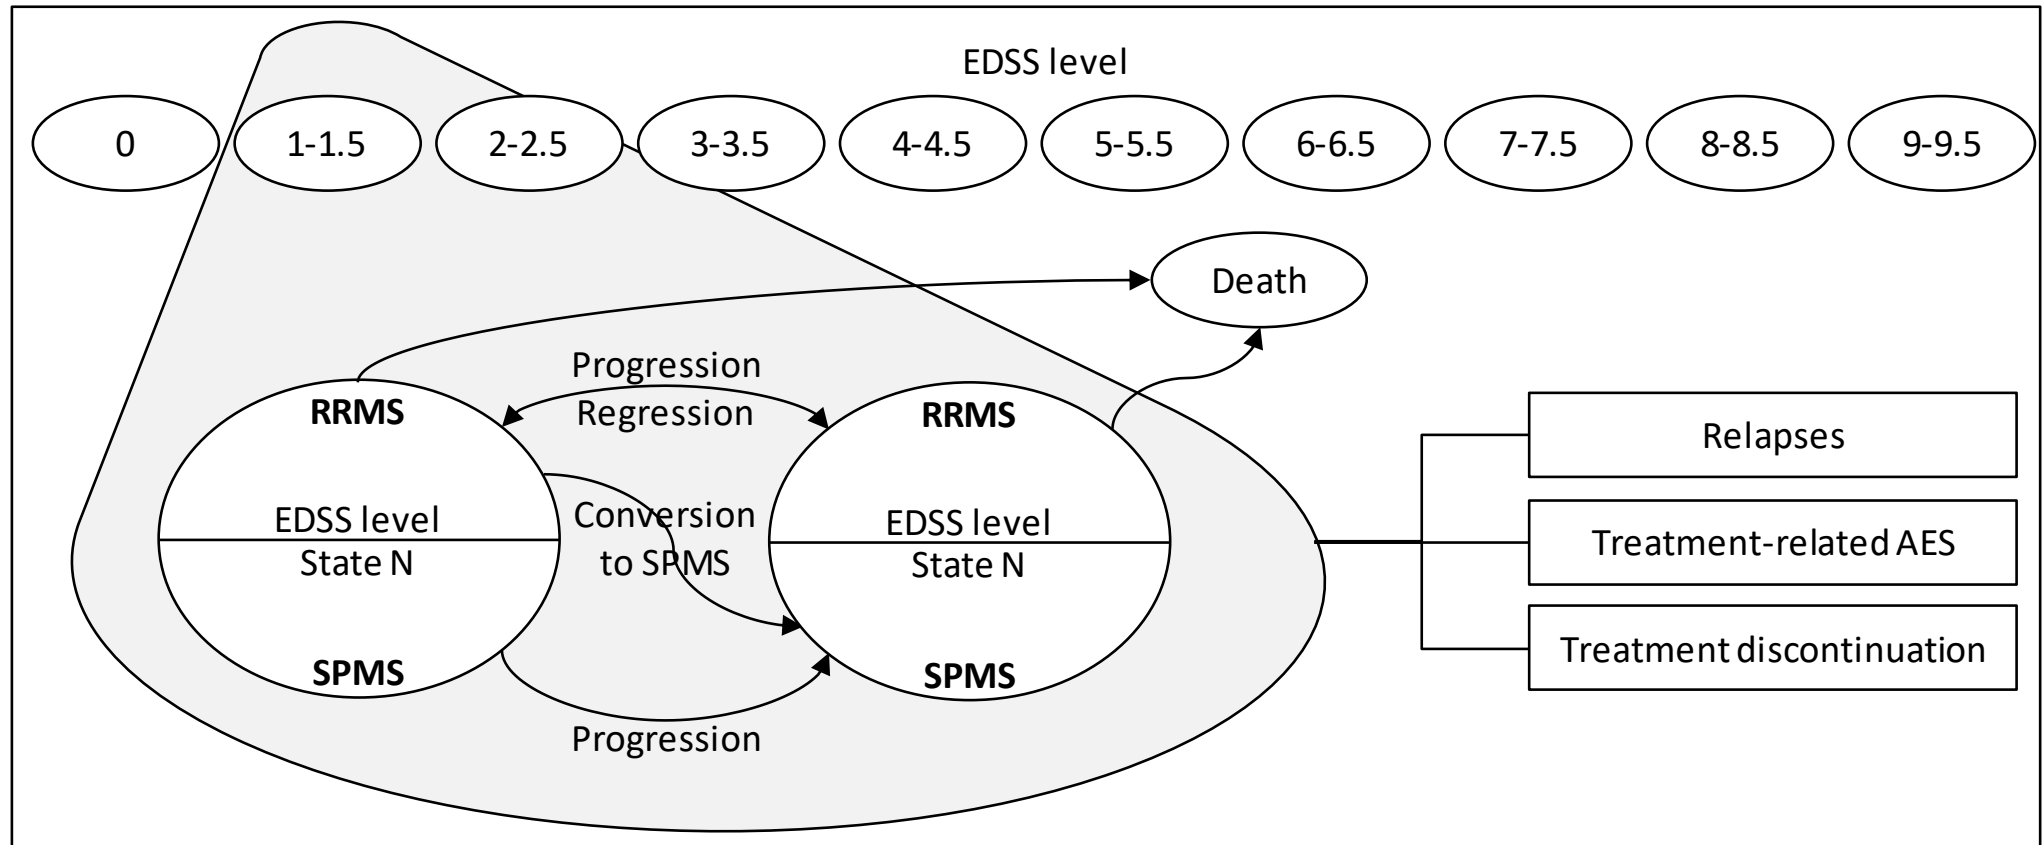 EDSS level
0
1-1.5
2-2.5
3-3.5
4-4.5
5-5.5
6-6.5
7-7.5
8-8.5
9-9.5
Death
Progression
Regression
RRMS
EDSS level
State N
SPMS
Conversion
to SPMS
Progression
RRMS
EDSS level
State N
SPMS
Relapses
Treatment-related AES
Treatment discontinuation